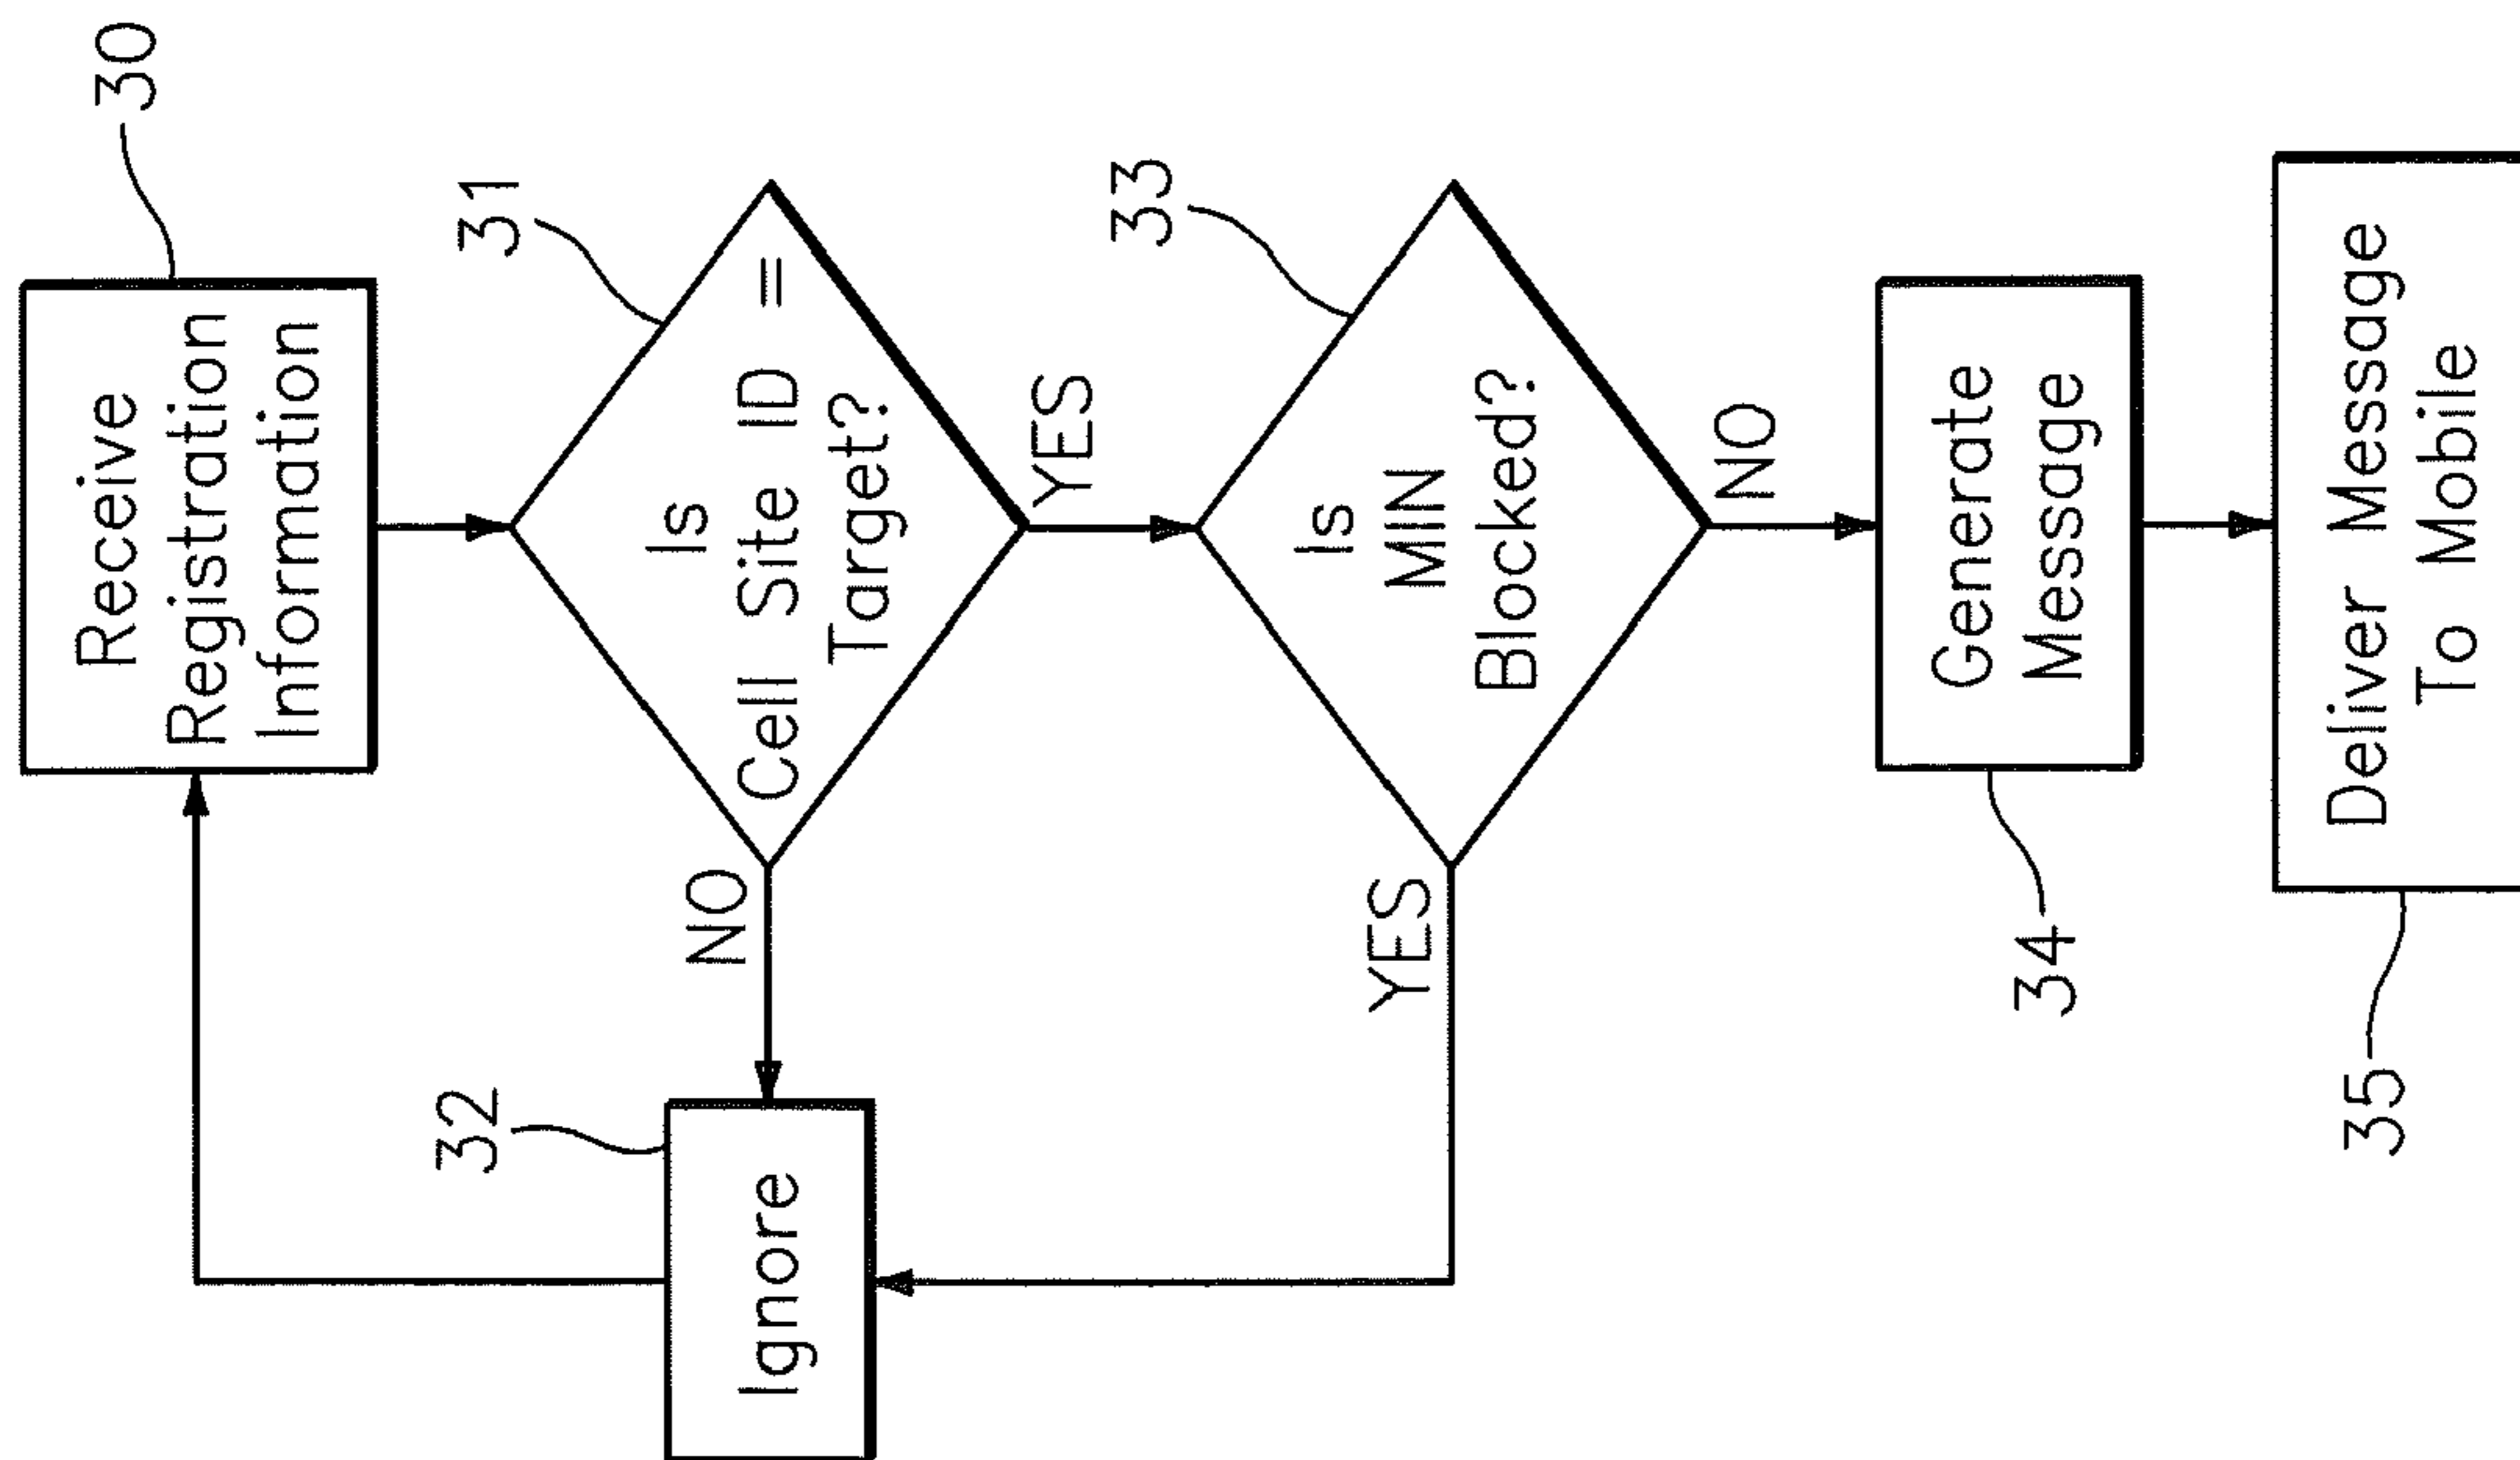 30
Receive
Registration
Information
31
Is
Cell Site ID =
Target?
NO
YES
32
Ignore
33
Is
MIN
Blocked?
YES
NO
Generate
Message
34
Deliver Message
To Mobile
35